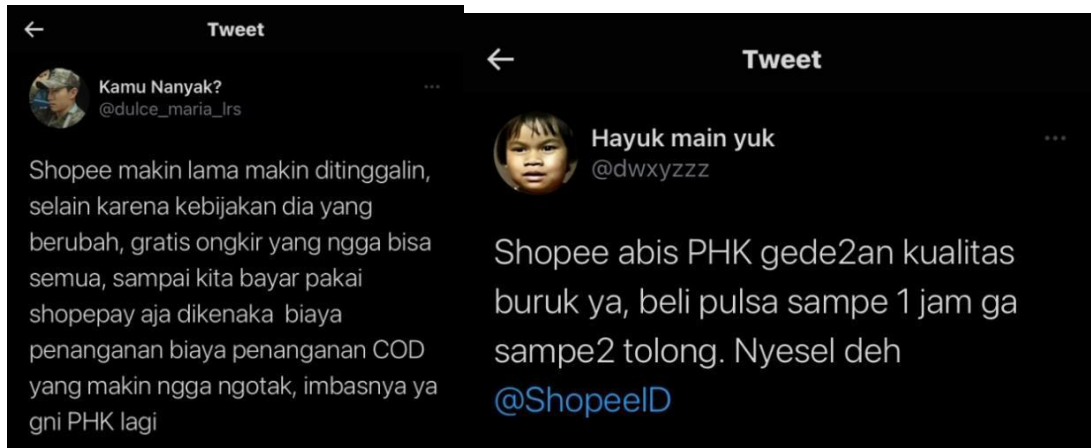 Tweet
Kamu Nanyak?
@dulce_maria_lrs
Shopee makin lama makin ditinggalin,
selain karena kebijakan dia yang
berubah, gratis ongkir yang ngga bisa
semua, sampai kita bayar pakai
shopepay aja dikenaka biaya
penanganan biaya penanganan COD
yang makin ngga ngotak, imbasnya ya
gni PHK lagi
Tweet
Hayuk main yuk
@dwxyzzz
Shopee abis PHK gede2an kualitas
buruk ya, beli pulsa sampe 1 jam ga
sampe2 tolong. Nyesel deh
@ShopeeID